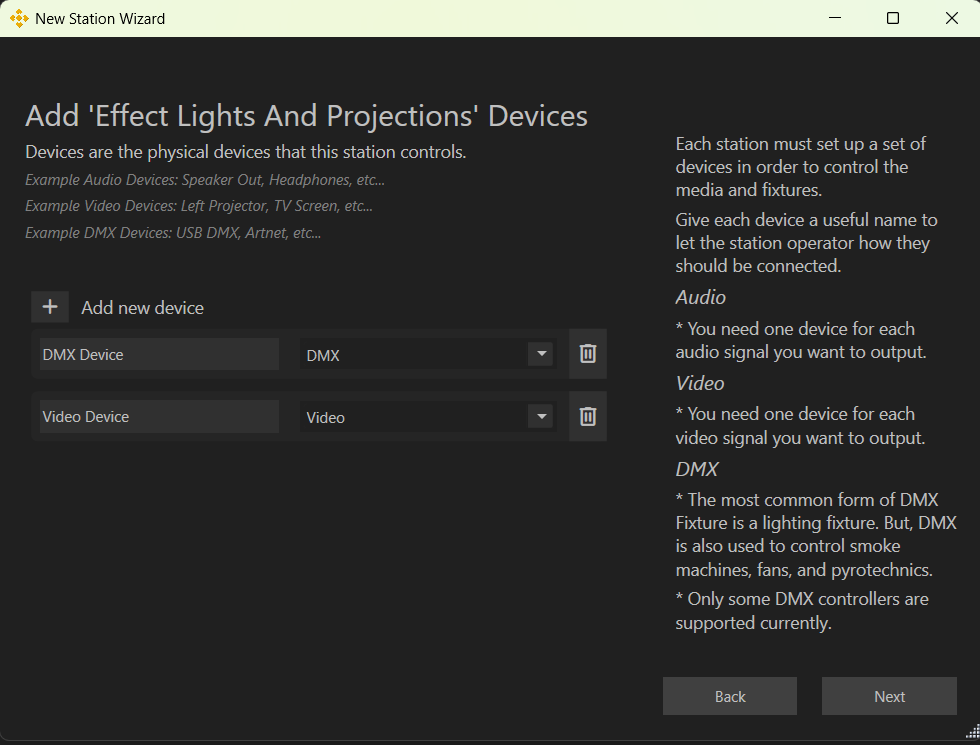 New Station Wizard
Add 'Effect Lights And Projections' Devices
Devices are the physical devices that this station controls.
Example Audio Devices: Speaker Out, Headphones, etc...
Example Video Devices: Left Projector, TV Screen, etc...
Example DMX Devices: USB DMX, Artnet, etc...
Add new device
DMX Device
DMX
Video Device
Video
Each station must set up a set of
devices in order to control the
media and fixtures.
Give each device a useful name to
let the station operator how they
should be connected.
Audio
* You need one device for each
audio signal you want to output.
Video
* You need one device for each
video signal you want to output.
DMX
* The most common form of DMX
Fixture is a lighting fixture. But, DMX
is also used to control smoke
machines, fans, and pyrotechnics.
* Only some DMX controllers are
supported currently.
Back
Next